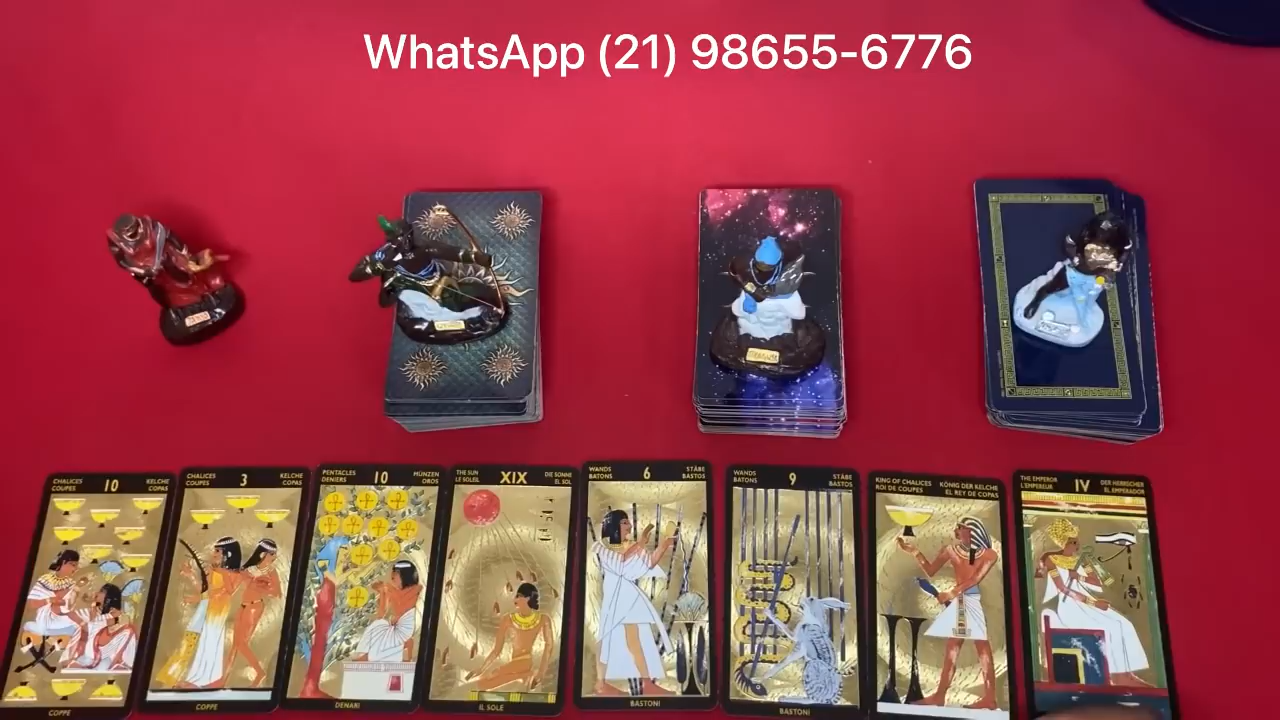 WhatsApp (21) 98655-6776
CHALICES
COUPES
10
KELCHE
COPAS
COPPE
CHALICES
COUPES
3
KELCHE
COPAS
COPPE
PENTACLES
DENIERS
10
MÜNZEN
OROS
DENARI
THE SUN
LE SOLEIL
XIX
DIE SONNE
EL SOL
IL SOLE
WANDS
BATONS
6
STÄBE
BASTOS
BASTONI
WANDS
BATONS
9
STÄBE
BASTOS
BASTONI
KING OF CHALICES
ROI DE COUPES
KÖNIG DER KELCHE
EL REY DE COPAS
THE EMPEROR
L'EMPEREUR
IV
DER HERRSCHER
EL EMPERADOR